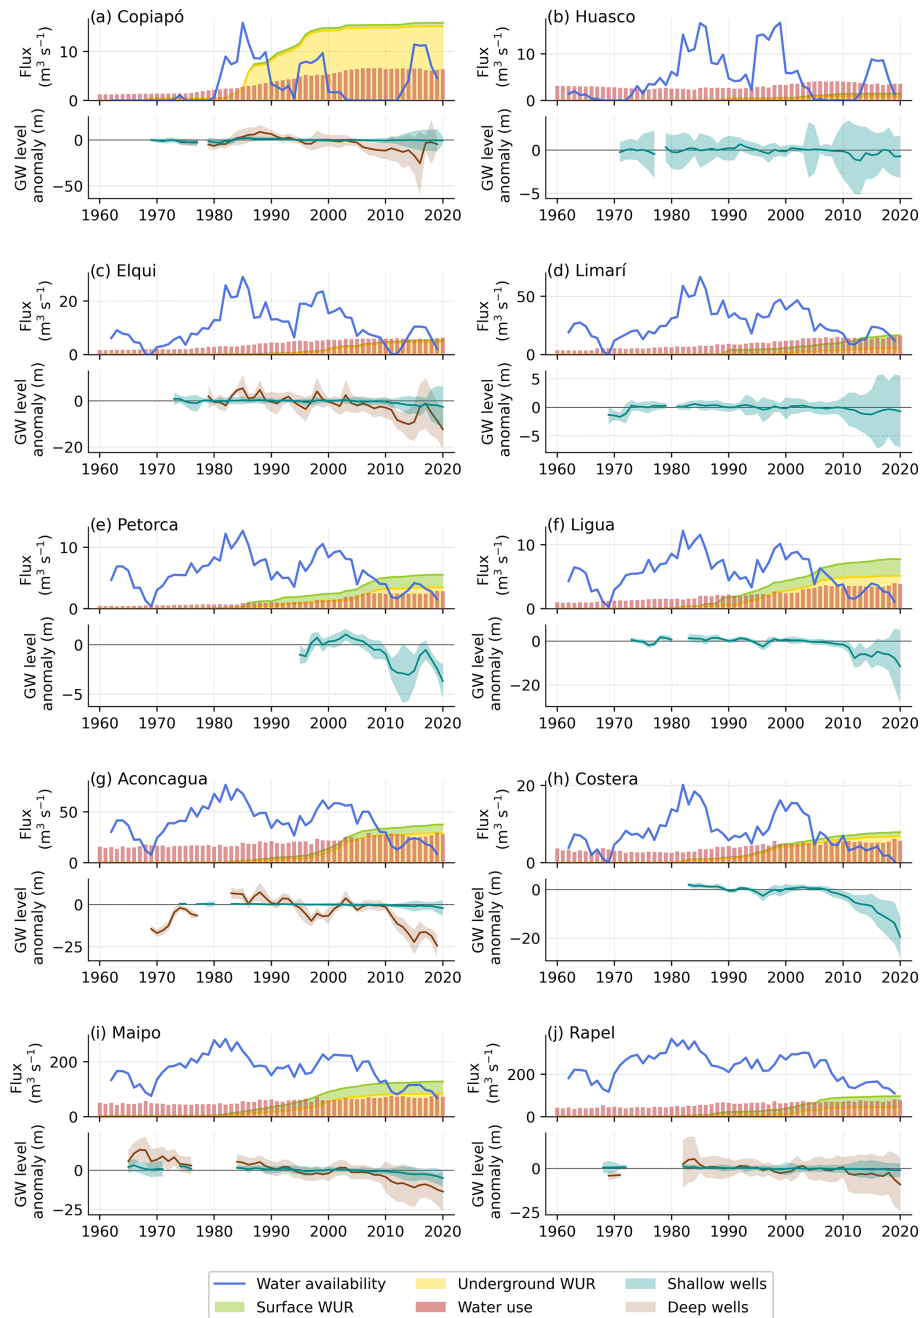 (a) Copiapó
Flux
(m³ s⁻¹)
10
0
GW level
anomaly (m)
0
−50
1960 1970 1980 1990 2000 2010 2020
(b) Huasco
Flux
(m³ s⁻¹)
10
0
GW level
anomaly (m)
0
−5
1960 1970 1980 1990 2000 2010 2020
(c) Elqui
Flux
(m³ s⁻¹)
20
0
GW level
anomaly (m)
0
−20
1960 1970 1980 1990 2000 2010 2020
(d) Limarí
Flux
(m³ s⁻¹)
50
0
GW level
anomaly (m)
5
0
−5
1960 1970 1980 1990 2000 2010 2020
(e) Petorca
Flux
(m³ s⁻¹)
10
0
GW level
anomaly (m)
0
−5
1960 1970 1980 1990 2000 2010 2020
(f) Ligua
Flux
(m³ s⁻¹)
10
0
GW level
anomaly (m)
0
−20
1960 1970 1980 1990 2000 2010 2020
(g) Aconcagua
Flux
(m³ s⁻¹)
50
0
GW level
anomaly (m)
0
−25
1960 1970 1980 1990 2000 2010 2020
(h) Costera
Flux
(m³ s⁻¹)
20
0
GW level
anomaly (m)
0
−20
1960 1970 1980 1990 2000 2010 2020
(i) Maipo
Flux
(m³ s⁻¹)
200
0
GW level
anomaly (m)
0
−25
1960 1970 1980 1990 2000 2010 2020
(j) Rapel
Flux
(m³ s⁻¹)
200
0
GW level
anomaly (m)
0
−25
1960 1970 1980 1990 2000 2010 2020
Water availability Underground WUR Shallow wells
Surface WUR Water use Deep wells